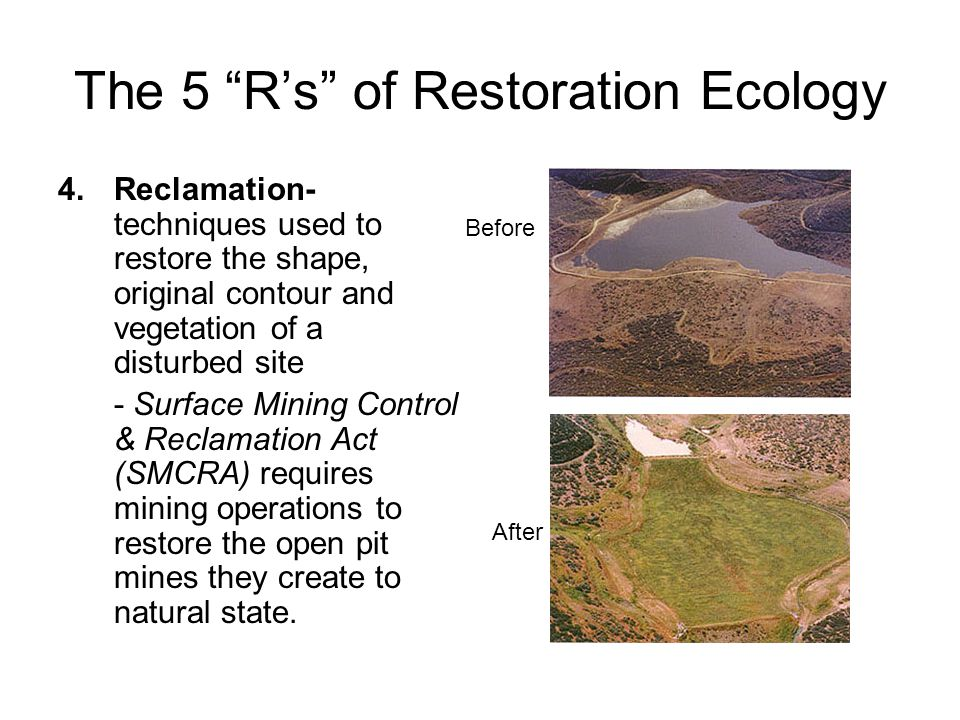 The 5 “R’s” of Restoration Ecology
4. Reclamation-
techniques used to
restore the shape,
original contour and
vegetation of a
disturbed site
- Surface Mining Control
& Reclamation Act
(SMCRA) requires
mining operations to
restore the open pit
mines they create to
natural state.
Before
After